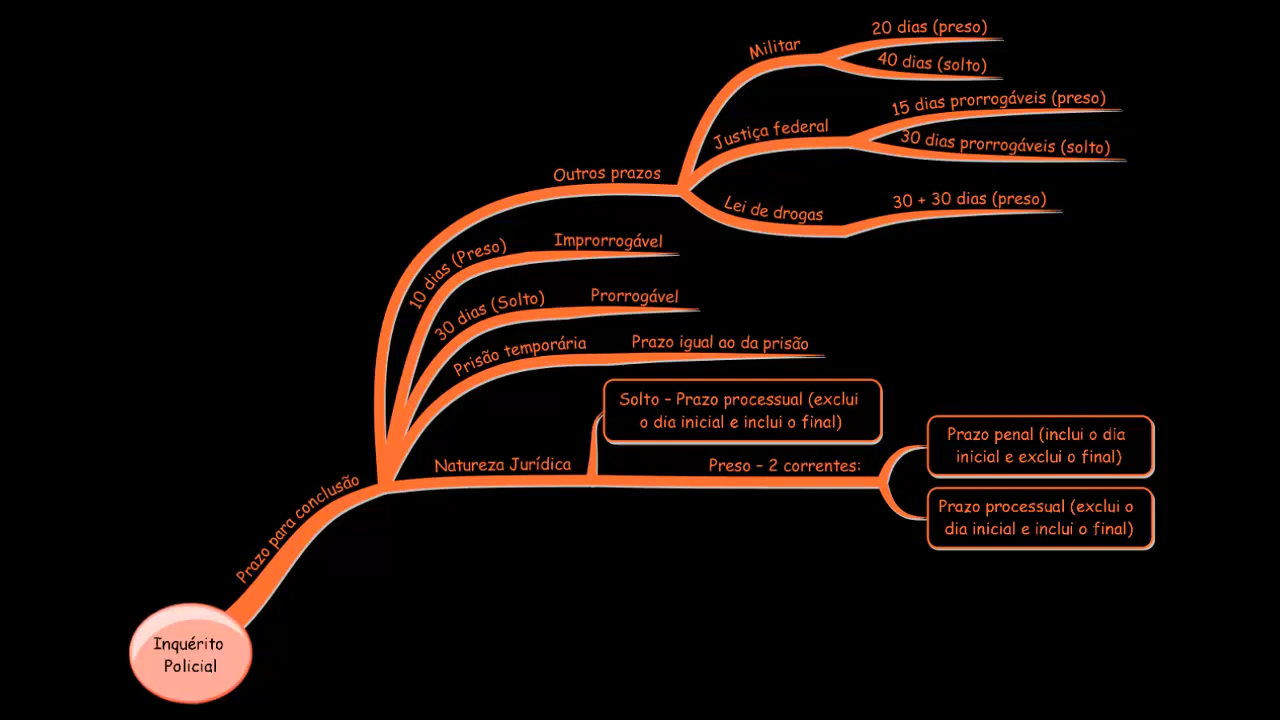 20 dias (preso)
Militar
40 dias (solto)
15 dias prorrogáveis (preso)
Justiça federal
30 dias prorrogáveis (solto)
Outros prazos
Lei de drogas
30 + 30 dias (preso)
10 dias (Preso)
Improrrogável
30 dias (Solto)
Prorrogável
Prisão temporária
Prazo igual ao da prisão
Solto – Prazo processual (exclui
o dia inicial e inclui o final)
Natureza Jurídica
Preso – 2 correntes:
Prazo penal (inclui o dia
inicial e exclui o final)
Prazo processual (exclui o
dia inicial e inclui o final)
Prazo para conclusão
Inquérito
Policial